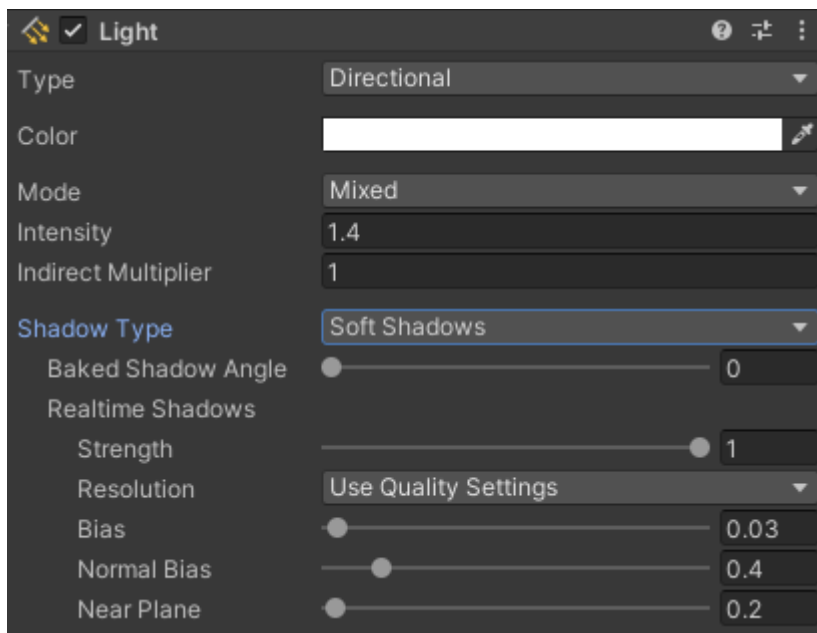 Light
Type Directional
Color
Mode Mixed
Intensity 1.4
Indirect Multiplier 1
Shadow Type Soft Shadows
Baked Shadow Angle 0
Realtime Shadows
Strength 1
Resolution Use Quality Settings
Bias 0.03
Normal Bias 0.4
Near Plane 0.2